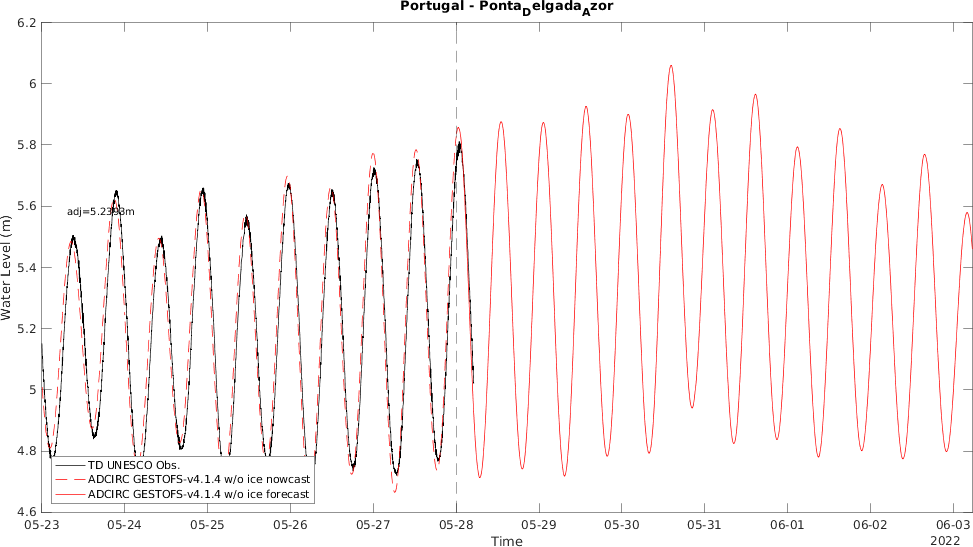 Portugal - PontaDelgadaAzor
6.2
6
5.8
5.6
5.4
5.2
5
4.8
4.6
Water Level (m)
adj=5.2393m
TD UNESCO Obs.
ADCIRC GESTOFS-v4.1.4 w/o ice nowcast
ADCIRC GESTOFS-v4.1.4 w/o ice forecast
05-23 05-24 05-25 05-26 05-27 05-28 05-29 05-30 05-31 06-01 06-02 06-03
Time 2022